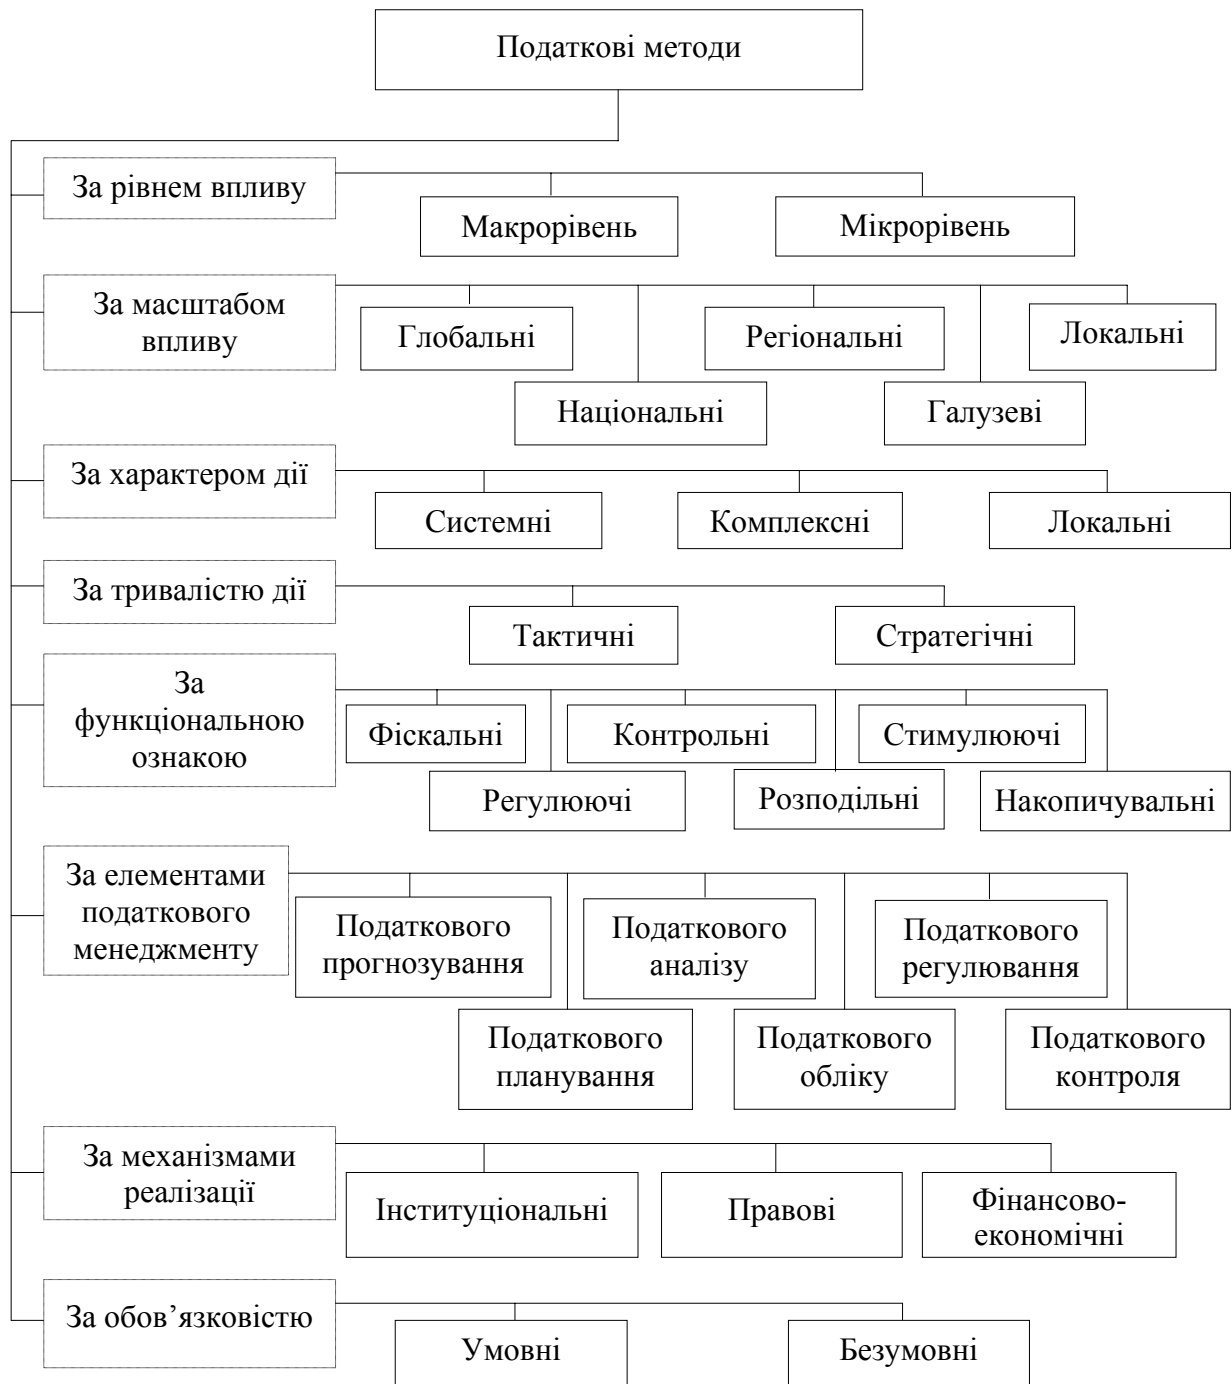 Податкові методи
За рівнем впливу
Макрорівень
Мікрорівень
За масштабом
впливу
Глобальні
Регіональні
Локальні
Національні
Галузеві
За характером дії
Системні
Комплексні
Локальні
За тривалістю дії
Тактичні
Стратегічні
За
функціональною
ознакою
Фіскальні
Контрольні
Стимулюючі
Регулюючі
Розподільні
Накопичувальні
За елементами
податкового
менеджменту
Податкового
прогнозування
Податкового
аналізу
Податкового
регулювання
Податкового
планування
Податкового
обліку
Податкового
контроля
За механізмами
реалізації
Інституціональні
Правові
Фінансово-
економічні
За обов’язковістю
Умовні
Безумовні